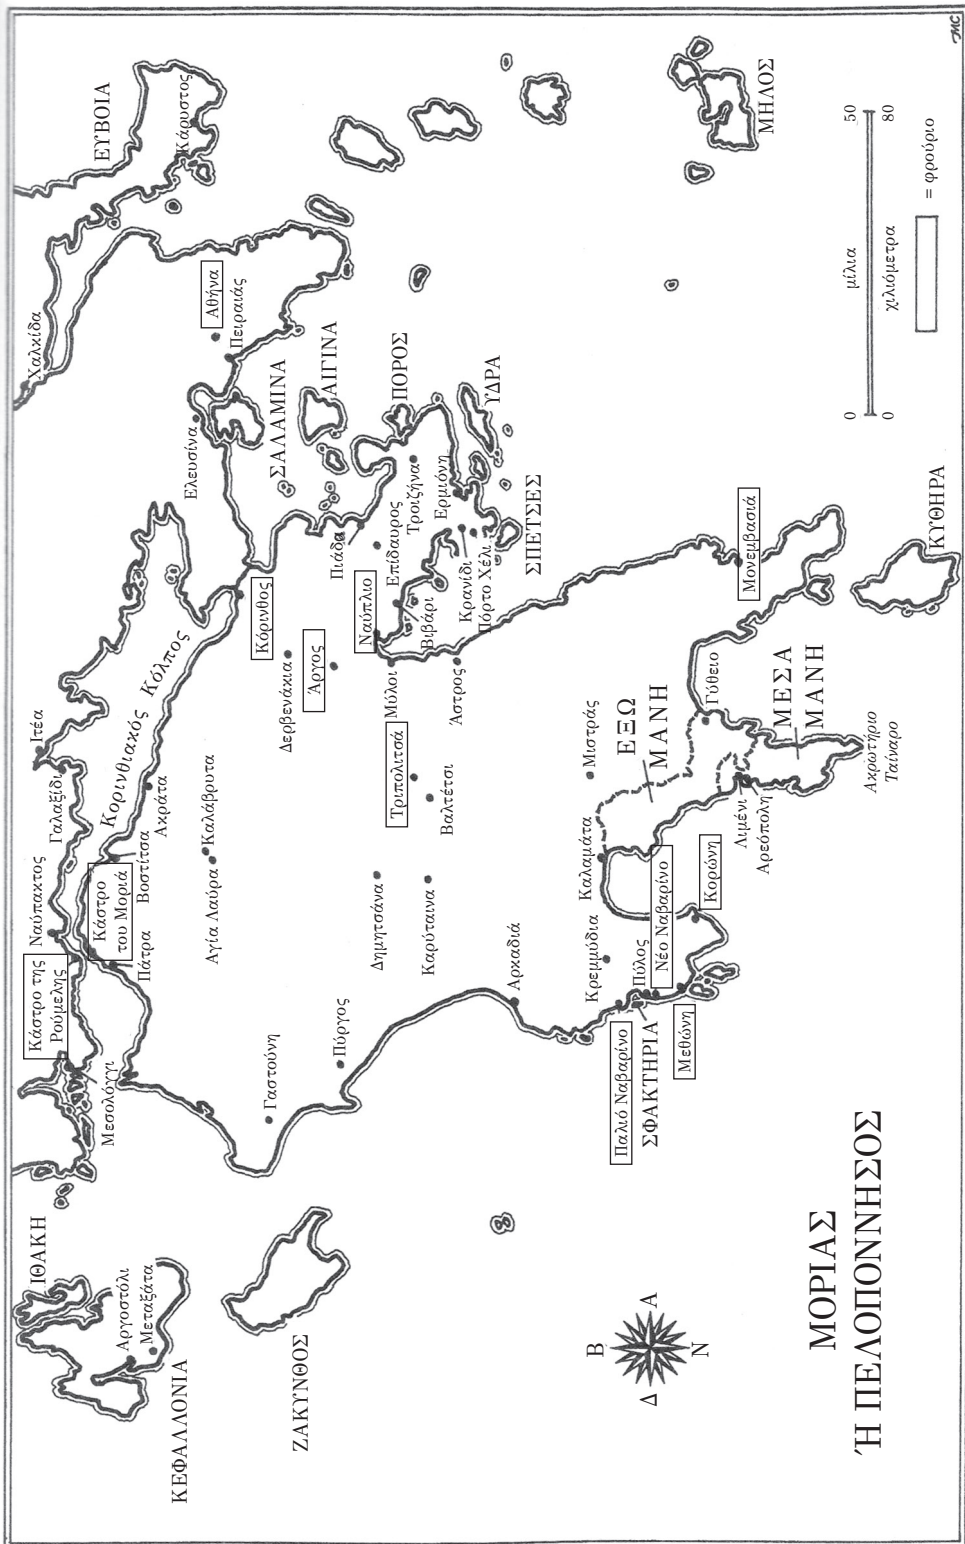 ΕΥΒΟΙΑ
Κάρυστος
Χαλκίδα
Αθήνα
Πειραιάς
Ελευσίνα
ΣΑΛΑΜΙΝΑ
ΑΙΓΙΝΑ
ΠΟΡΟΣ
ΥΔΡΑ
ΣΠΕΤΣΕΣ
ΜΗΛΟΣ
ΚΥΘΗΡΑ
Πιάδα
Επίδαυρος
Τροιζήνα
Ερμιόνη
Κρανίδι
Πόρτο Χέλι
Ναύπλιο
Βιβάρι
Κόρινθος
Δερβενάκια
Άργος
Μύλοι
Άστρος
Τριπολιτσά
Βαλτέτσι
Μονεμβασιά
Κορινθιακός Κόλπος
Ιτέα
Γαλαξίδι
Ναύπακτος
Κάστρο της
Ρούμελης
Κάστρο
του Μοριά
Μεσολόγγι
Πάτρα
Βοστίτσα
Ακράτα
Καλάβρυτα
Αγία Λαύρα
Δημητσάνα
Καρύταινα
Γαστούνη
Πύργος
Αρκαδιά
Μιστράς
ΕΞΩ
ΜΑΝΗ
Γύθειο
ΜΕΣΑ
ΜΑΝΗ
Λιμένι
Αρεόπολη
Ακρωτήριο
Ταίναρο
Καλαμάτα
Κρεμμύδια
Πύλος
Νέο Ναβαρίνο
Κορώνη
Παλιό Ναβαρίνο
ΣΦΑΚΤΗΡΙΑ
Μεθώνη
ΙΘΑΚΗ
Αργοστόλι
Μεταξάτα
ΚΕΦΑΛΛΟΝΙΑ
ΖΑΚΥΝΘΟΣ
Β
Δ Α
Ν
ΜΟΡΙΑΣ
Ή ΠΕΛΟΠΟΝΝΗΣΟΣ
μίλια
0 50
0 80
χιλιόμετρα
= φρούριο